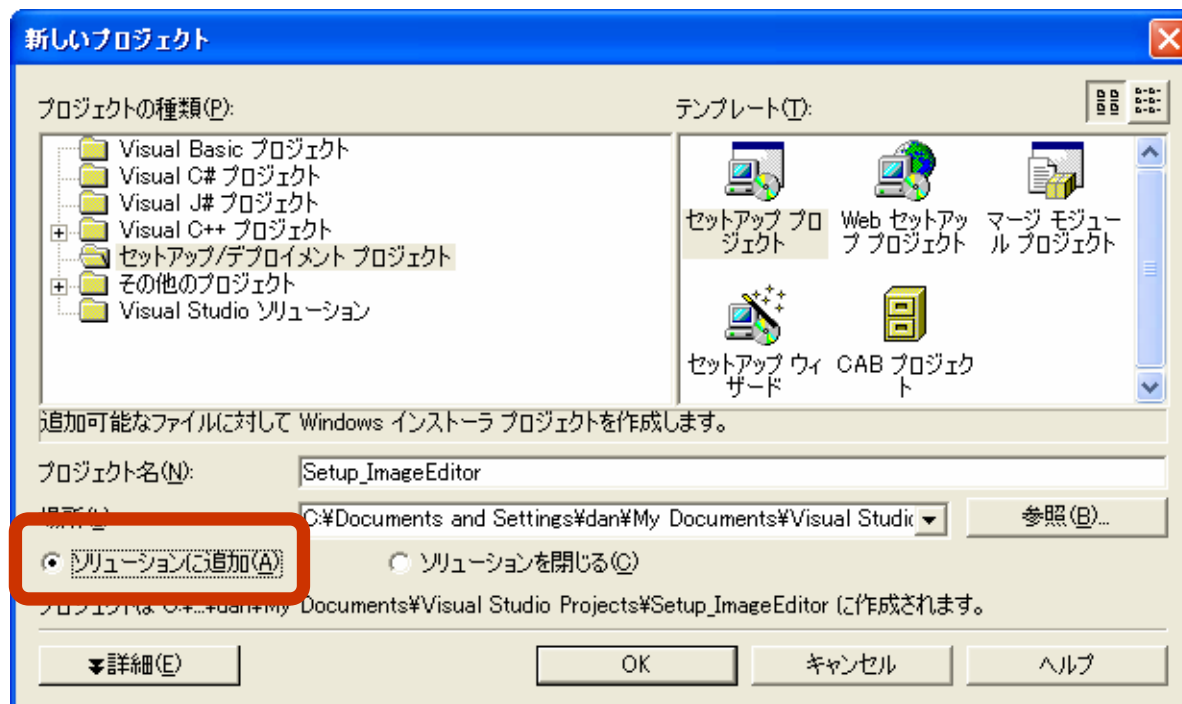 新しいプロジェクト
プロジェクトの種類(P):
テンプレート(T):
Visual Basic プロジェクト
Visual C# プロジェクト
Visual J# プロジェクト
Visual C++ プロジェクト
セットアップ/デプロイメント プロジェクト
その他のプロジェクト
Visual Studio ソリューション
セットアップ プロ
ジェクト
Web セットアッ
プ プロジェクト
マージ モジュー
ル プロジェクト
セットアップ ウィ
ザード
CAB プロジェク
ト
追加可能なファイルに対して Windows インストーラ プロジェクトを作成します。
プロジェクト名(N):
Setup_ImageEditor
C:¥Documents and Settings¥dan¥My Documents¥Visual Studic
参照(B)...
ソリューションに追加(A)
ソリューションを閉じる(C)
プロジェクトは C:¥...¥dan¥My Documents¥Visual Studio Projects¥Setup_ImageEditor に作成されます。
詳細(E)
OK
キャンセル
ヘルプ